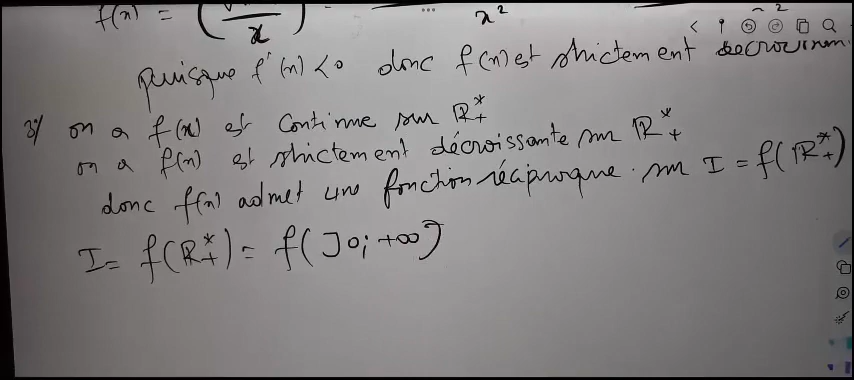 f(x) = ( x ) x²
puisque f'(x) <0 donc f(x) est strictement
3°/ on a f(x) est continue sur ℝ*₊
on a f(x) est strictement décroissante sur ℝ*₊
donc f(x) admet une fonction réciproque sur I = f(ℝ*₊)
I = f(ℝ*₊) = f(]0; +∞[)